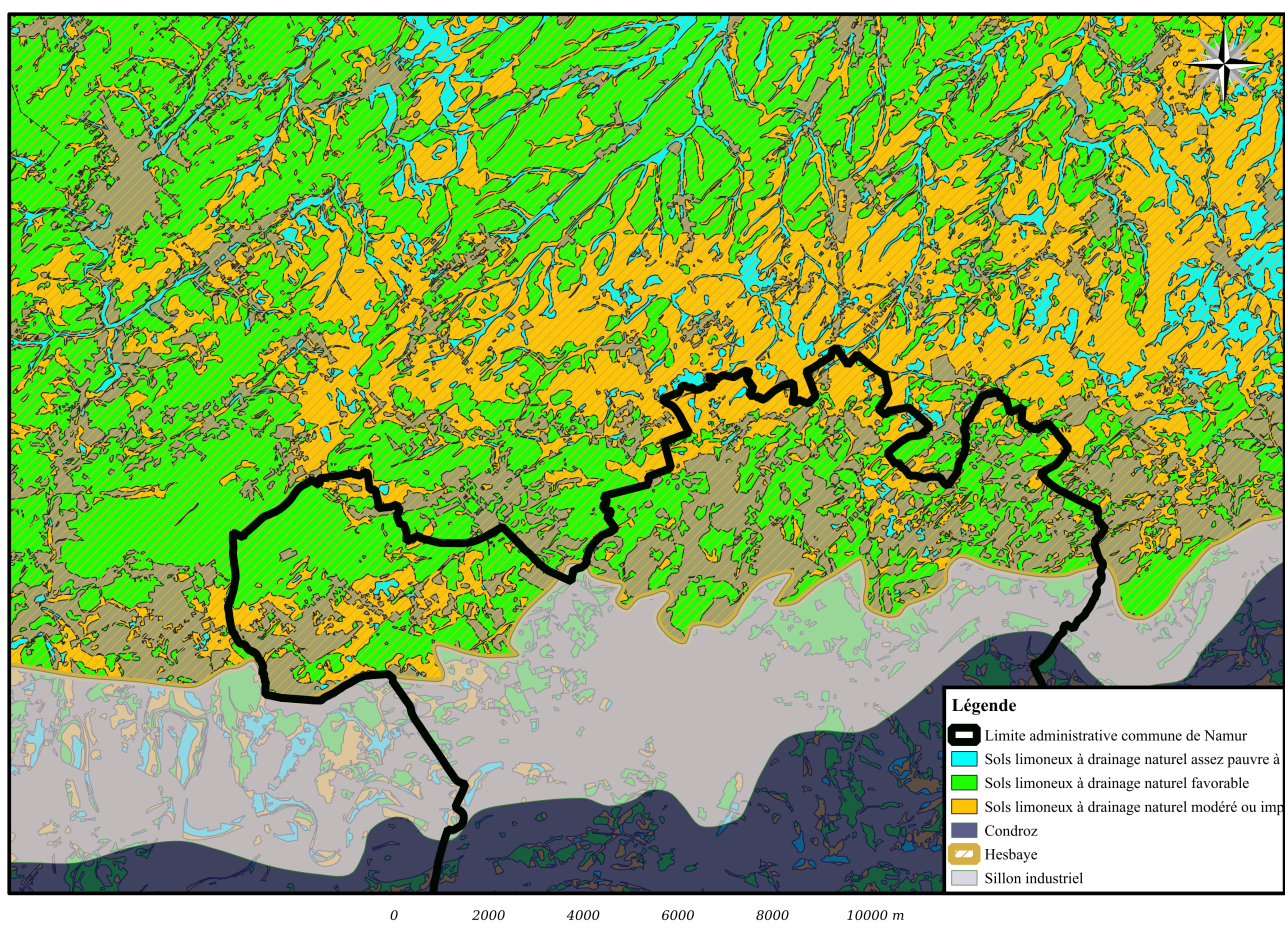 Légende
Limite administrative commune de Namur
Sols limoneux à drainage naturel assez pauvre à
Sols limoneux à drainage naturel favorable
Sols limoneux à drainage naturel modéré ou imp
Condroz
Hesbaye
Sillon industriel
0 2000 4000 6000 8000 10000 m